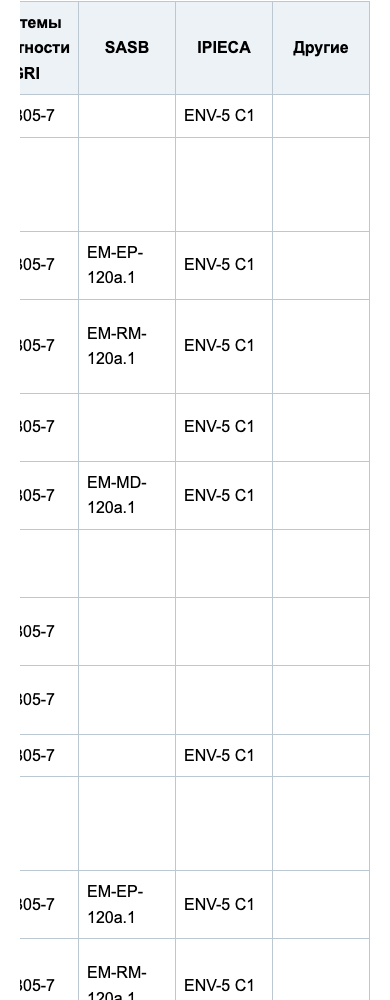 темы
тности
GRI
SASB
IPIECA
Другие
305-7
ENV-5 C1
305-7
EM-EP-
120a.1
ENV-5 C1
305-7
EM-RM-
120a.1
ENV-5 C1
305-7
ENV-5 C1
305-7
EM-MD-
120a.1
ENV-5 C1
305-7
305-7
305-7
ENV-5 C1
305-7
EM-EP-
120a.1
ENV-5 C1
305-7
EM-RM-
120a.1
ENV-5 C1